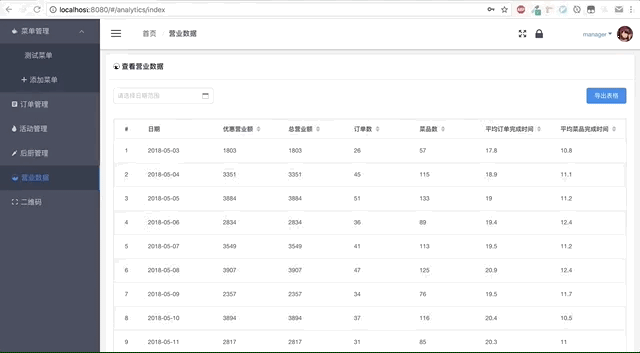 localhost:8080/#/analytics/index
菜单管理
测试菜单
+ 添加菜单
订单管理
活动管理
后厨管理
营业数据
二维码
首页 营业数据
manager
查看营业数据
请选择日期范围
导出表格
# 日期 优惠营业额 总营业额 订单数 菜品数 平均订单完成时间 平均菜品完成时间
1 2018-05-03 1803 1803 26 57 17.8 10.8
2 2018-05-04 3351 3351 45 115 18.9 11.1
3 2018-05-05 3884 3884 51 133 19 11.2
4 2018-05-06 2834 2834 36 89 19.4 12.4
5 2018-05-07 3549 3549 41 113 19.5 11.2
6 2018-05-08 3907 3907 47 125 20.9 12.4
7 2018-05-09 2357 2357 34 76 19.5 11.7
8 2018-05-10 3894 3894 37 116 20.4 10.5
9 2018-05-11 2817 2817 31 85 20.3 11